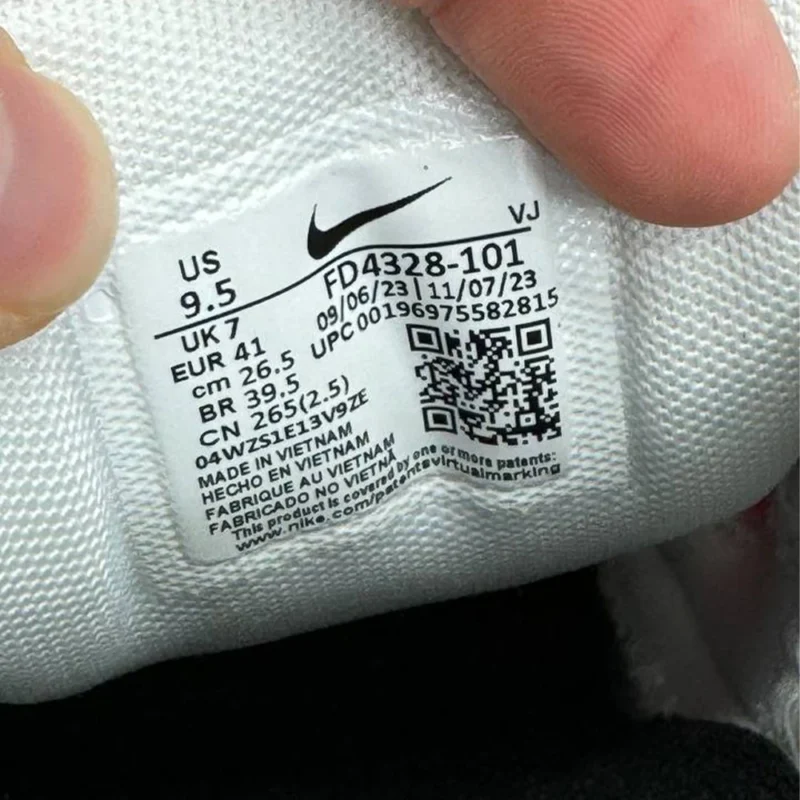 VJ
US
9.5
FD4328-101
09/06/23 | 11/07/23
UPC 00196975582815
UK 7
EUR 41
cm 26.5
BR 39.5
CN 265(2.5)
04WZS1E13V9ZE
MADE IN VIETNAM
HECHO EN VIETNAM
FABRIQUE AU VIETNAM
FABRICADO NO VIETNÃ
This product is covered by one or more patents:
www.nike.com/patentsvirtualmarking